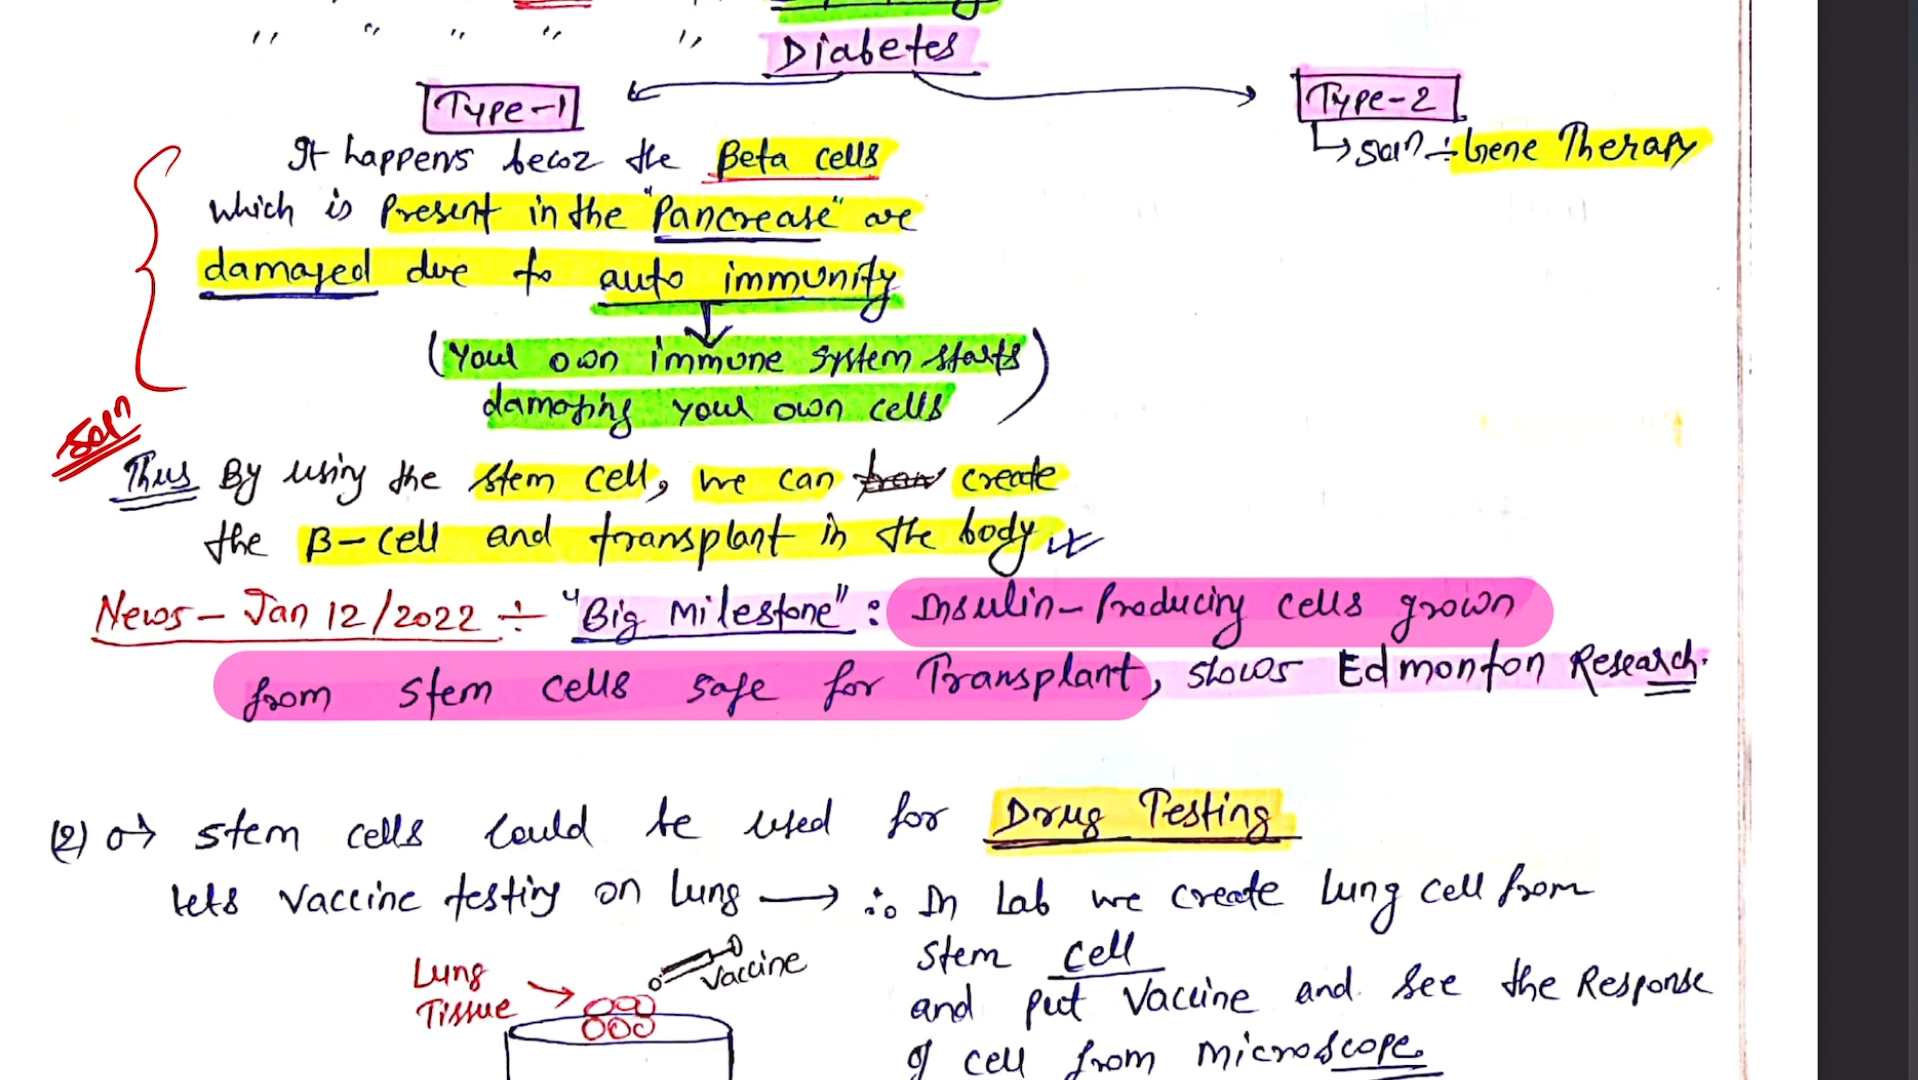 " " " " " Diabetes
Type-1
Type-2
It happens becoz the Beta cells
↳ Soln ÷ Gene Therapy
which is Present in the "Pancrease" are
damaged due to auto immunity
(Your own immune system starts
damaging your own cells)
Soln
Thus By using the stem cell, we can create
the β-cell and transplant in the body
News - Jan 12/2022 ÷ "Big Milestone" : Insulin-Producing cells grown
from stem cells safe for Transplant, shows Edmonton Research.
(2) → stem cells could be used for Drug Testing
lets vaccine testing on lung → ∴ In Lab we create lung cell from
stem cell
Lung
Tissue
Vaccine
and put vaccine and see the Response
of cell from microscope.